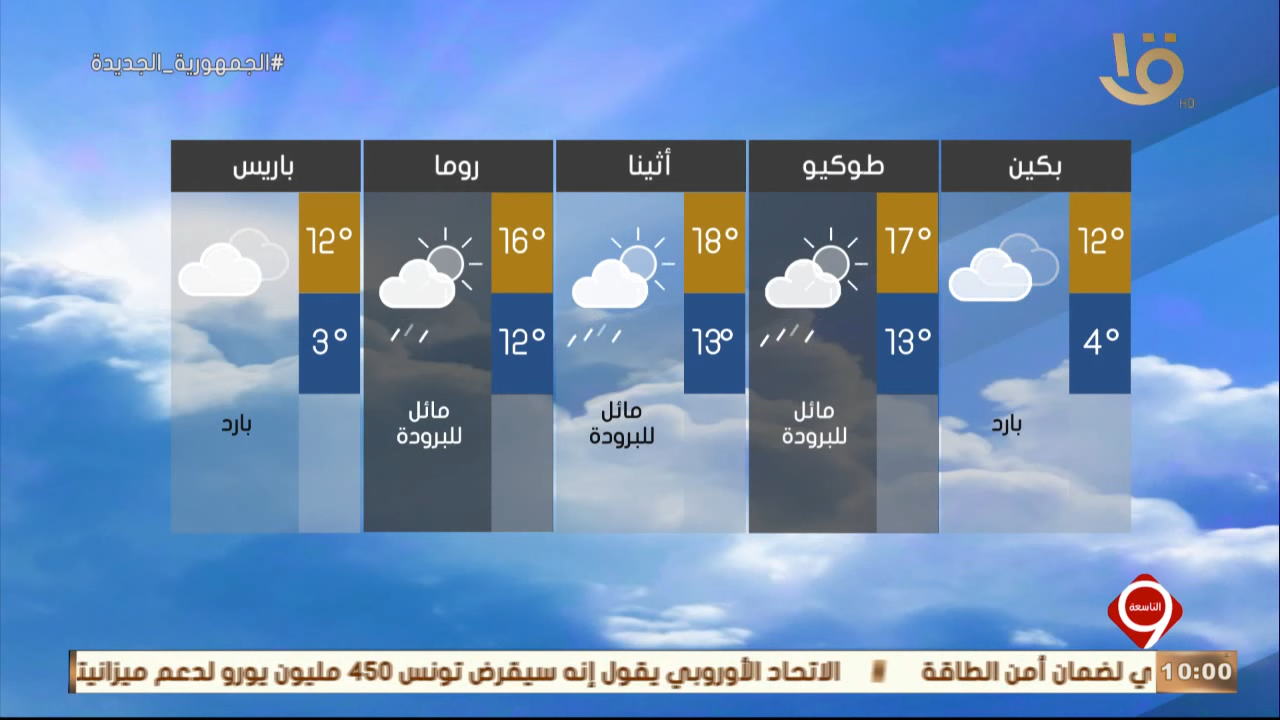 #الجمهورية_الجديدة
HD
بكين
12°
4°
بارد
طوكيو
17°
13°
مائل
للبرودة
أثينا
18°
13°
مائل
للبرودة
روما
16°
12°
مائل
للبرودة
باريس
12°
3°
بارد
التاسعة
9
10:00
ي لضمان أمن الطاقة
الاتحاد الأوروبي يقول إنه سيقرض تونس 450 مليون يورو لدعم